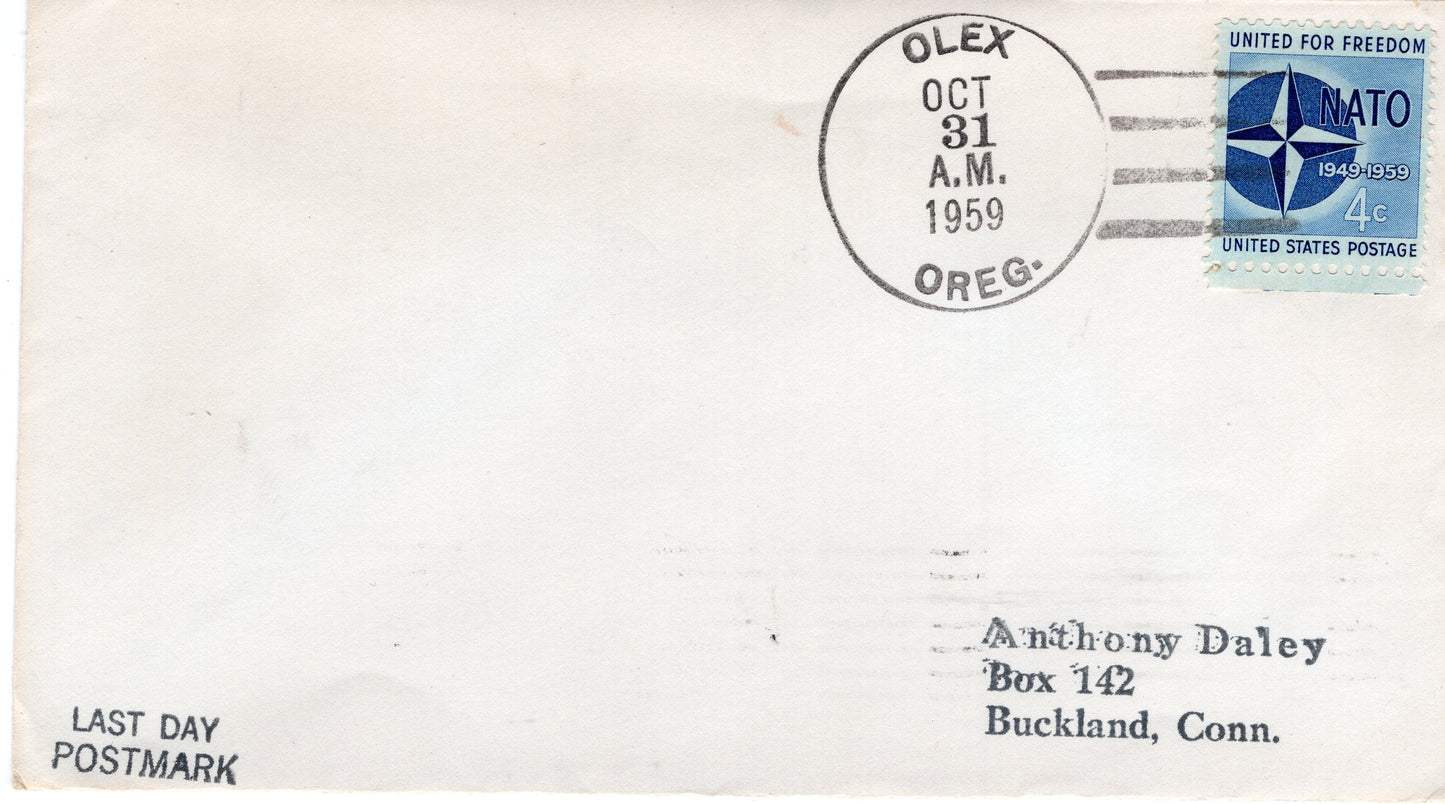 OLEX
OCT
31
A.M.
1959
OREG.
UNITED FOR FREEDOM
NATO
1949-1959
4c
UNITED STATES POSTAGE
Anthony Daley
Box 142
Buckland, Conn.
LAST DAY
POSTMARK